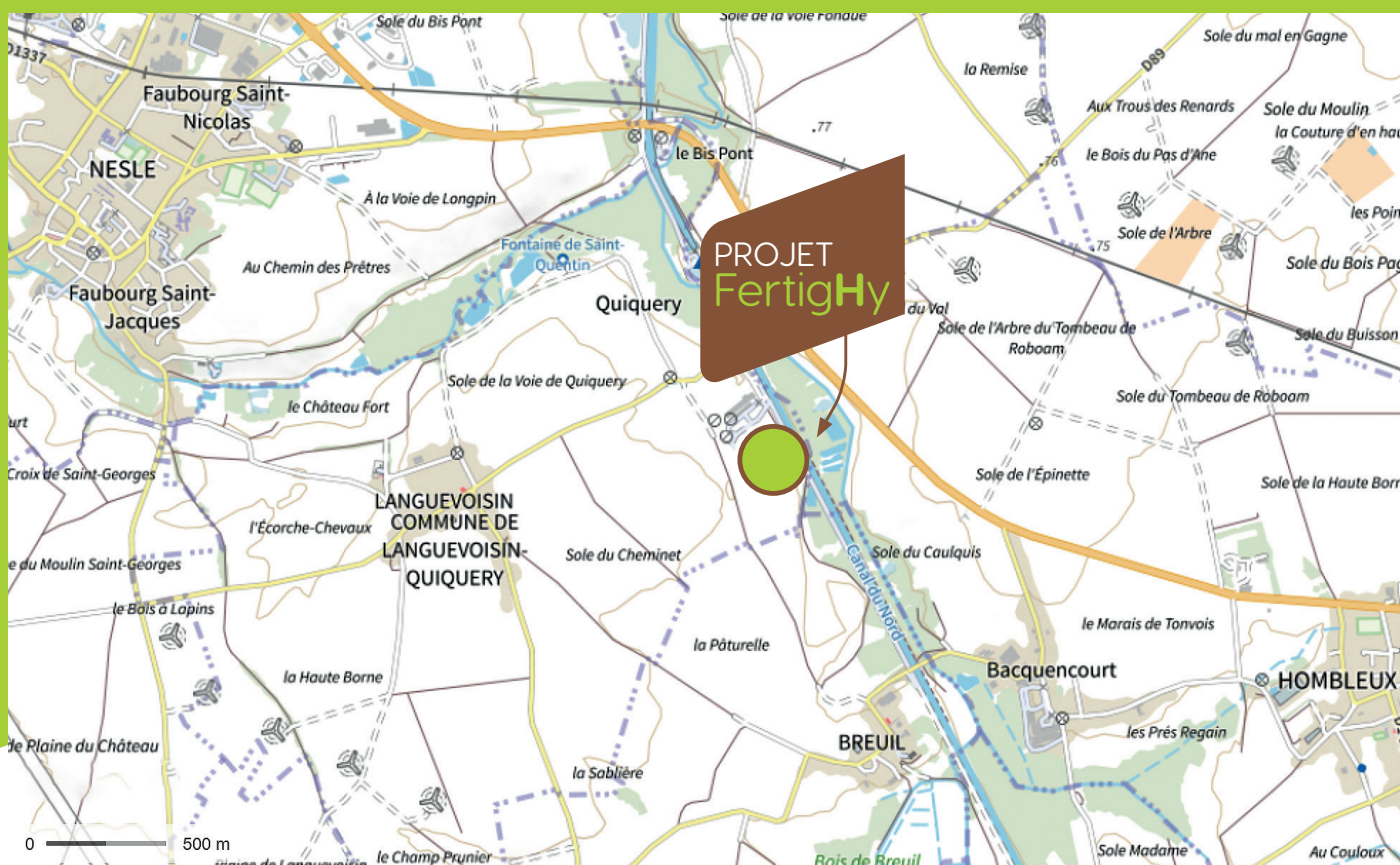 Sole du Bis Pont
Sole de la Voie Fondue
Sole du mal en Gagne
D1337
D89
la Remise
Faubourg Saint-
Nicolas
Aux Trous des Renards
Sole du Moulin
la Couture d'en hau
.77
le Bis Pont
76
le Bois du Pas d'Ane
NESLE
À la Voie de Longpin
les Poin
Sole de l'Arbre
75
Fontaine de Saint-
Quentin
PROJET
FertigHy
Au Chemin des Prêtres
Sole du Bois Pag
Faubourg Saint-
Jacques
Quiquery
du Val
Sole de l'Arbre du Tombeau de
Roboam
Sole du Buisson
Sole de la Voie de Quiquery
Sole du Tombeau de Roboam
le Château Fort
urt
Croix de Saint-Georges
Sole de l'Épinette
Sole de la Haute Born
LANGUEVOISIN
COMMUNE DE
LANGUEVOISIN-
QUIQUERY
l'Écorche-Chevaux
Sole du Cheminet
Sole du Caulquis
Canal du Nord
e du Moulin Saint-Georges
le Bois à Lapins
le Marais de Tonvois
la Pâturelle
la Haute Borne
Bacquencourt
HOMBLEUX
BREUIL
les Prés Regain
de Plaine du Château
la Sablière
0
500 m
le Champ Prunier
Bois de Breuil
Sole Madame
Au Couloux